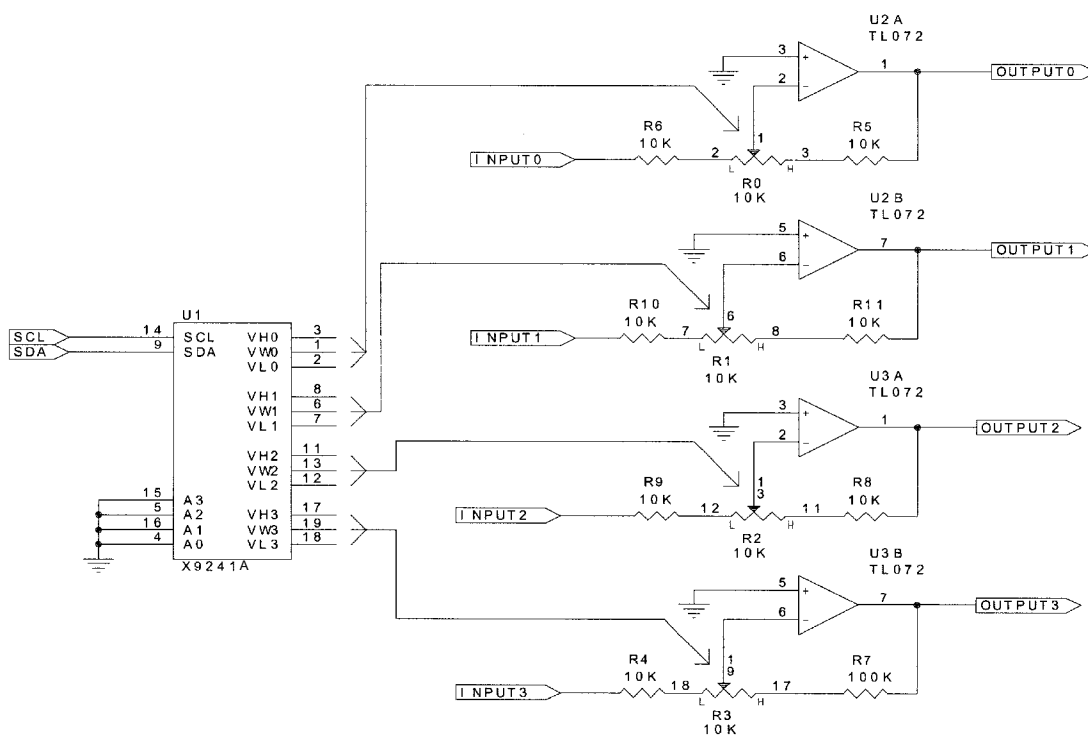 U2A
TL072
3
+
2
−
1
OUTPUT0
R6
10K
1
R5
10K
INPUT0
2
3
L
H
R0
10K
U2B
TL072
5
+
6
−
7
OUTPUT1
R10
10K
6
R11
10K
INPUT1
7
8
L
H
R1
10K
U1
SCL
14
SCL
VH0
3
SDA
9
SDA
VW0
1
VL0
2
VH1
8
VW1
6
VL1
7
VH2
11
VW2
13
VL2
12
15
A3
5
A2
VH3
17
16
A1
VW3
19
4
A0
VL3
18
X9241A
U3A
TL072
3
+
2
−
1
OUTPUT2
R9
10K
1
3
R8
10K
INPUT2
12
11
L
H
R2
10K
U3B
TL072
5
+
6
−
7
OUTPUT3
R4
10K
1
9
R7
100K
INPUT3
18
17
L
H
R3
10K